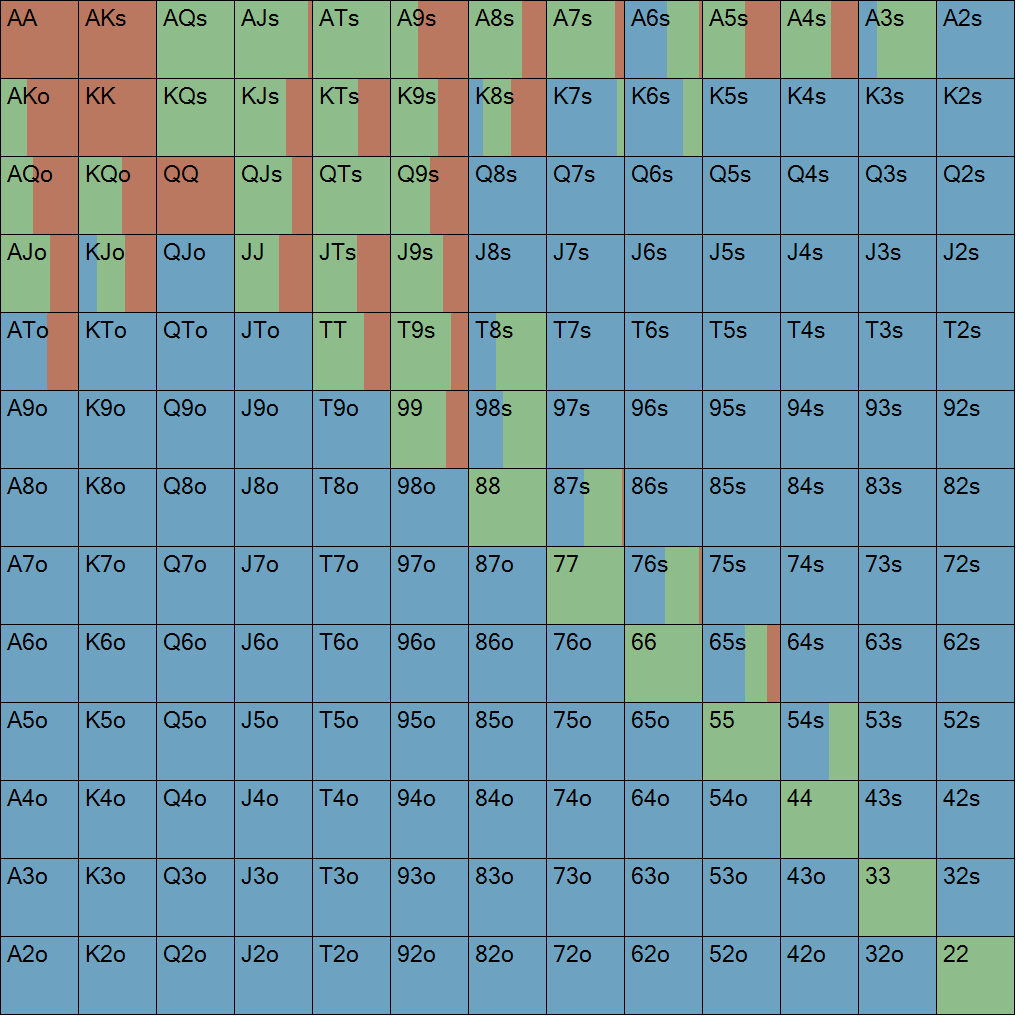 AA AKs AQs AJs ATs A9s A8s A7s A6s A5s A4s A3s A2s
AKo KK KQs KJs KTs K9s K8s K7s K6s K5s K4s K3s K2s
AQo KQo QQ QJs QTs Q9s Q8s Q7s Q6s Q5s Q4s Q3s Q2s
AJo KJo QJo JJ JTs J9s J8s J7s J6s J5s J4s J3s J2s
ATo KTo QTo JTo TT T9s T8s T7s T6s T5s T4s T3s T2s
A9o K9o Q9o J9o T9o 99 98s 97s 96s 95s 94s 93s 92s
A8o K8o Q8o J8o T8o 98o 88 87s 86s 85s 84s 83s 82s
A7o K7o Q7o J7o T7o 97o 87o 77 76s 75s 74s 73s 72s
A6o K6o Q6o J6o T6o 96o 86o 76o 66 65s 64s 63s 62s
A5o K5o Q5o J5o T5o 95o 85o 75o 65o 55 54s 53s 52s
A4o K4o Q4o J4o T4o 94o 84o 74o 64o 54o 44 43s 42s
A3o K3o Q3o J3o T3o 93o 83o 73o 63o 53o 43o 33 32s
A2o K2o Q2o J2o T2o 92o 82o 72o 62o 52o 42o 32o 22